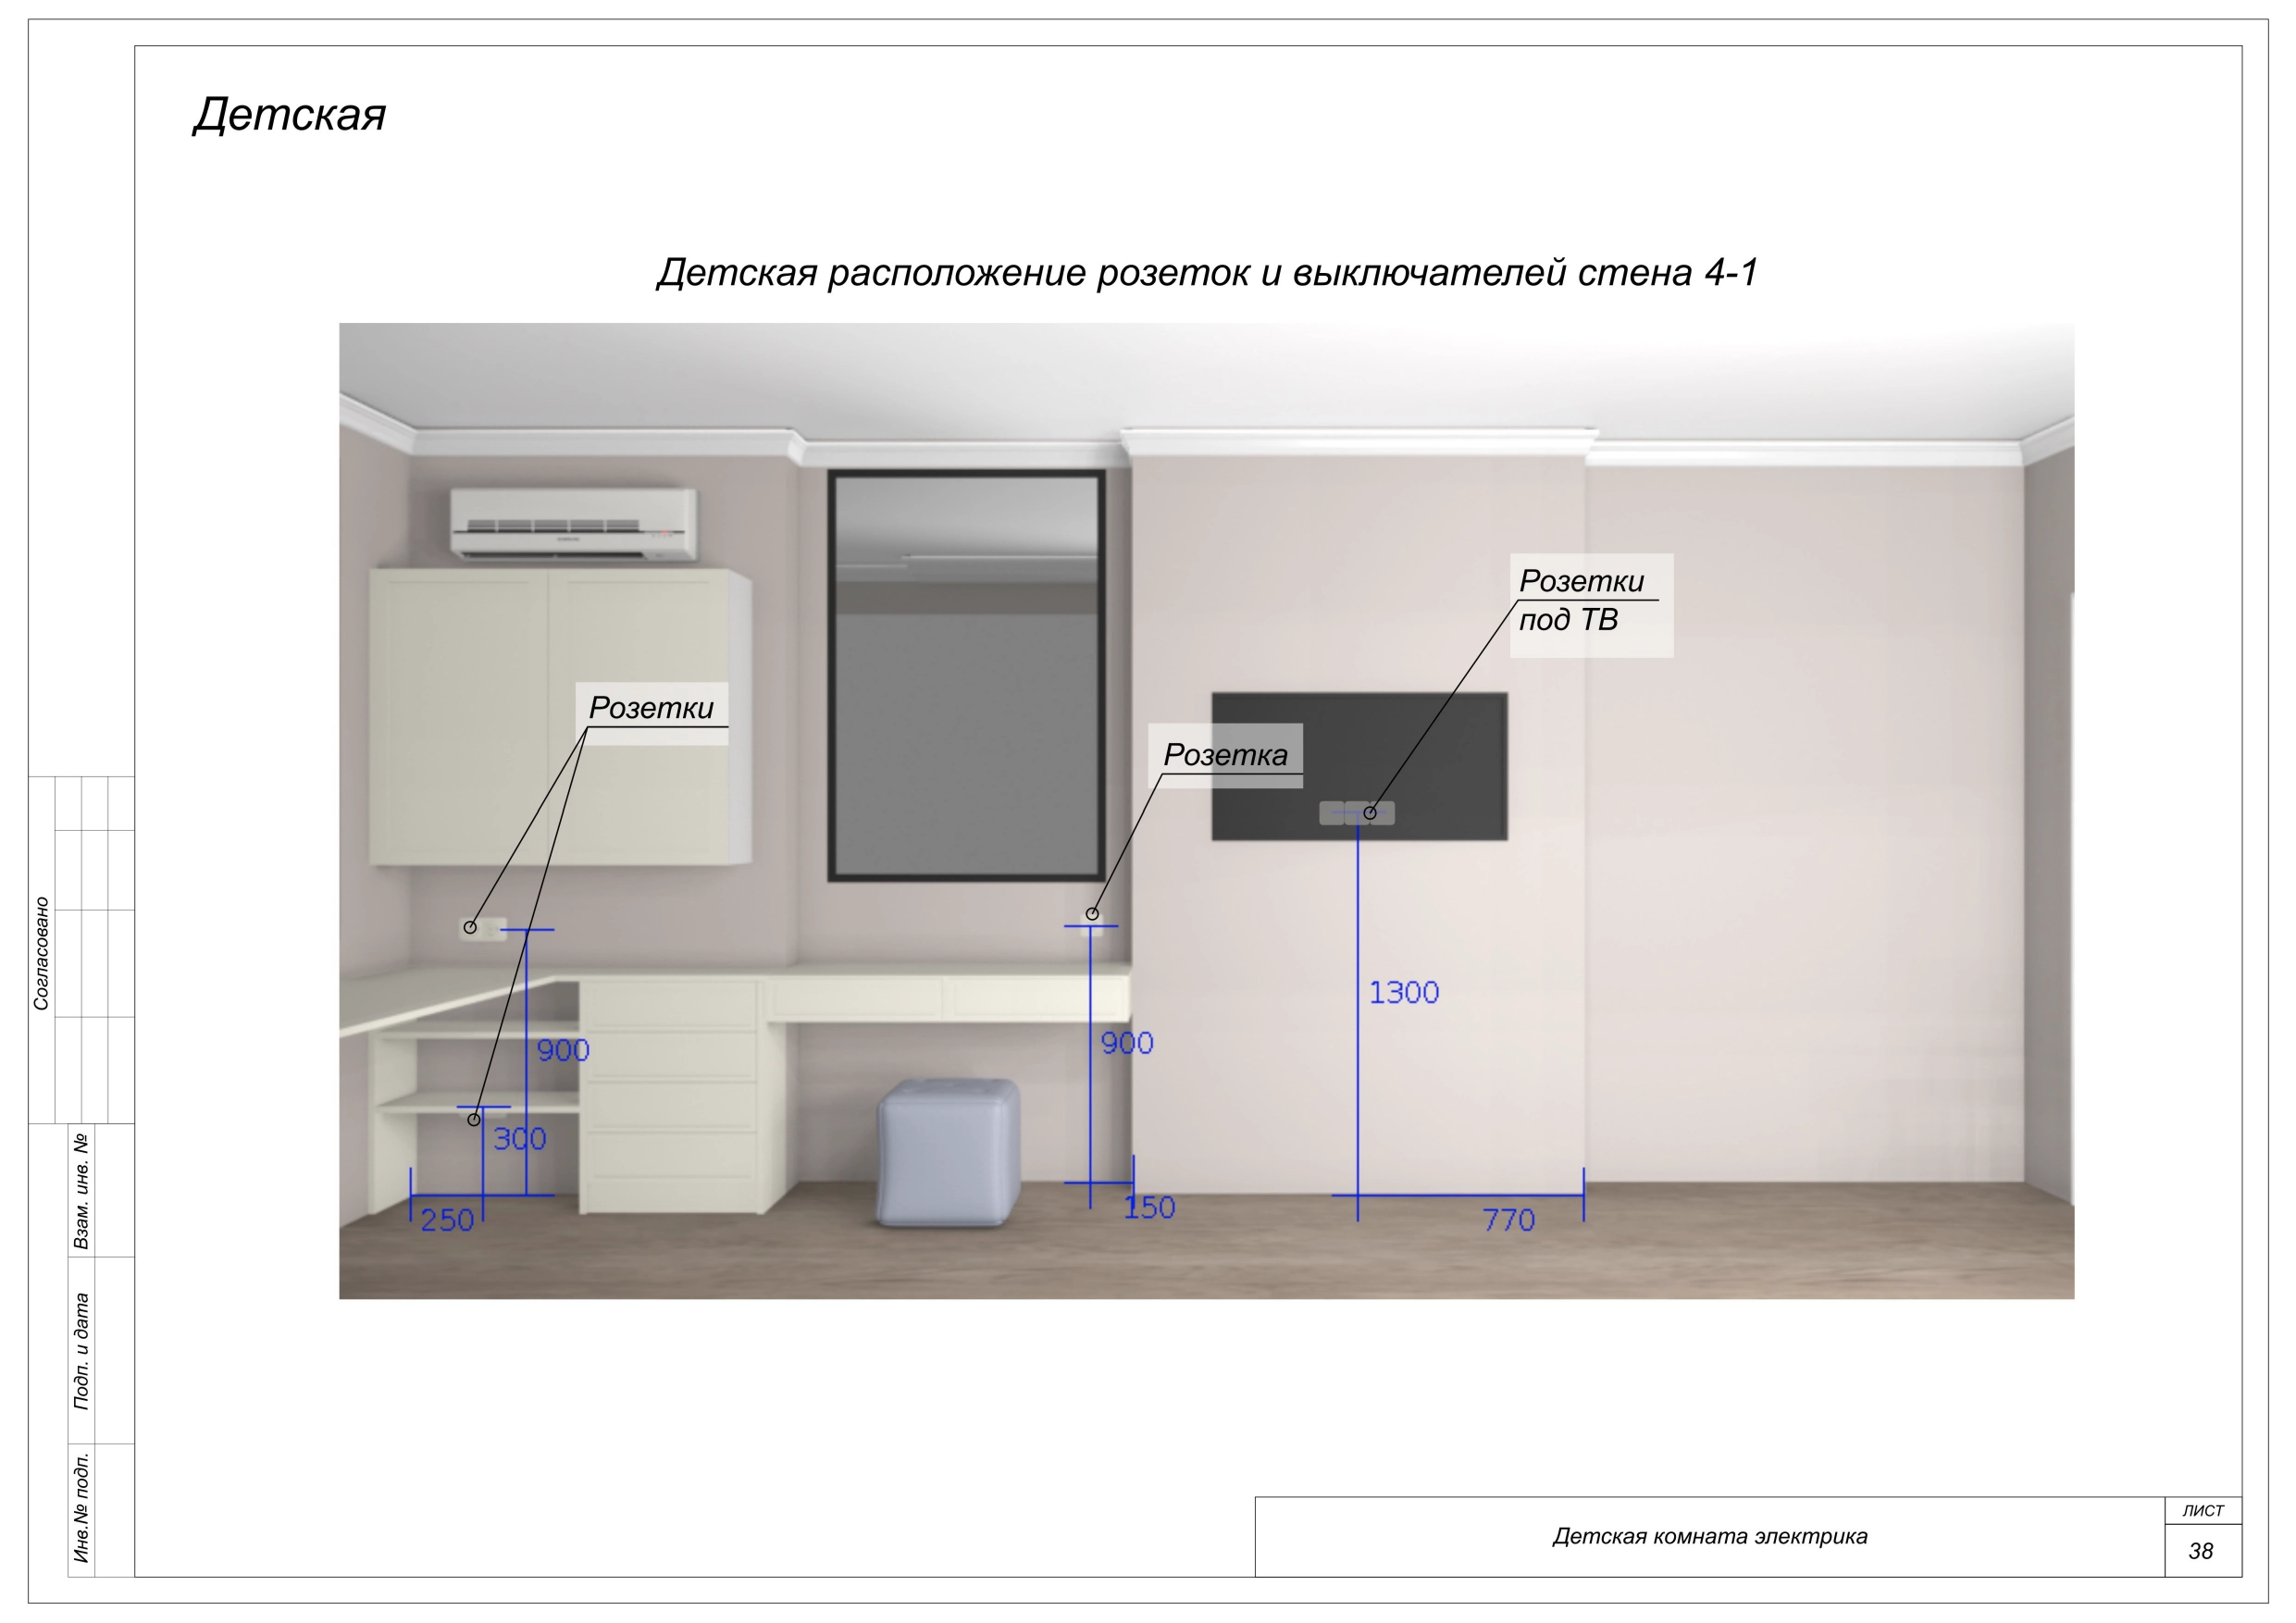 Детская
Детская расположение розеток и выключателей стена 4-1
Розетки
под ТВ
Розетки
Розетка
1300
900
900
300
250
150
770
Согласовано
Взам. инв. №
Подп. и дата
Инв.№ подп.
Детская комната электрика
ЛИСТ
38